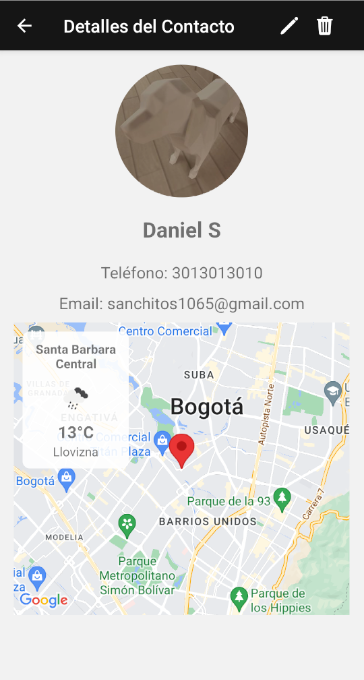 Detalles del Contacto
Daniel S
Teléfono: 3013013010
Email: sanchitos1065@gmail.com
Centro Comercial
Santa Barbara
Central
13°C
Llovizna
SUBA
Bogotá
Autopista Norte
USAQUÉ
ENGATIVÁ
Comercial
Plaza
Bogotá
Parque de la 93
Carrera 7
BARRIOS UNIDOS
MODELIA
Parque
Metropolitano
Simón Bolívar
Parque de
los Hippies
Google